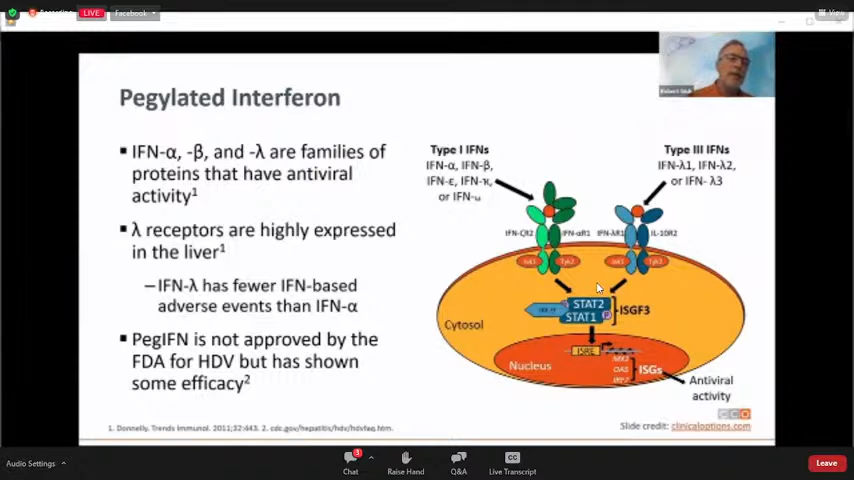 Recording
LIVE
Facebook
View
Pegylated Interferon
▪ IFN-α, -β, and -λ are families of
proteins that have antiviral
activity1
▪ λ receptors are highly expressed
in the liver1
–IFN-λ has fewer IFN-based
adverse events than IFN-α
▪ PegIFN is not approved by the
FDA for HDV but has shown
some efficacy2
Type I IFNs
IFN-α, IFN-β,
IFN-ε, IFN-κ,
or IFN-ω
Type III IFNs
IFN-λ1, IFN-λ2,
or IFN- λ3
IFN-αR1
IFN-λR1
IL-10R2
Tyk2
Tyk2
STAT2
STAT1
ISGF3
Cytosol
ISRE
Nucleus
OAS
ISGs
Antiviral
activity
CCO
1. Donnelly. Trends Immunol. 2011;32:443. 2. cdc.gov/hepatitis/hdv/hdvfaq.htm.
Slide credit: clinicaloptions.com
Audio Settings
3
Chat
Raise Hand
Q&A
CC
Live Transcript
Leave